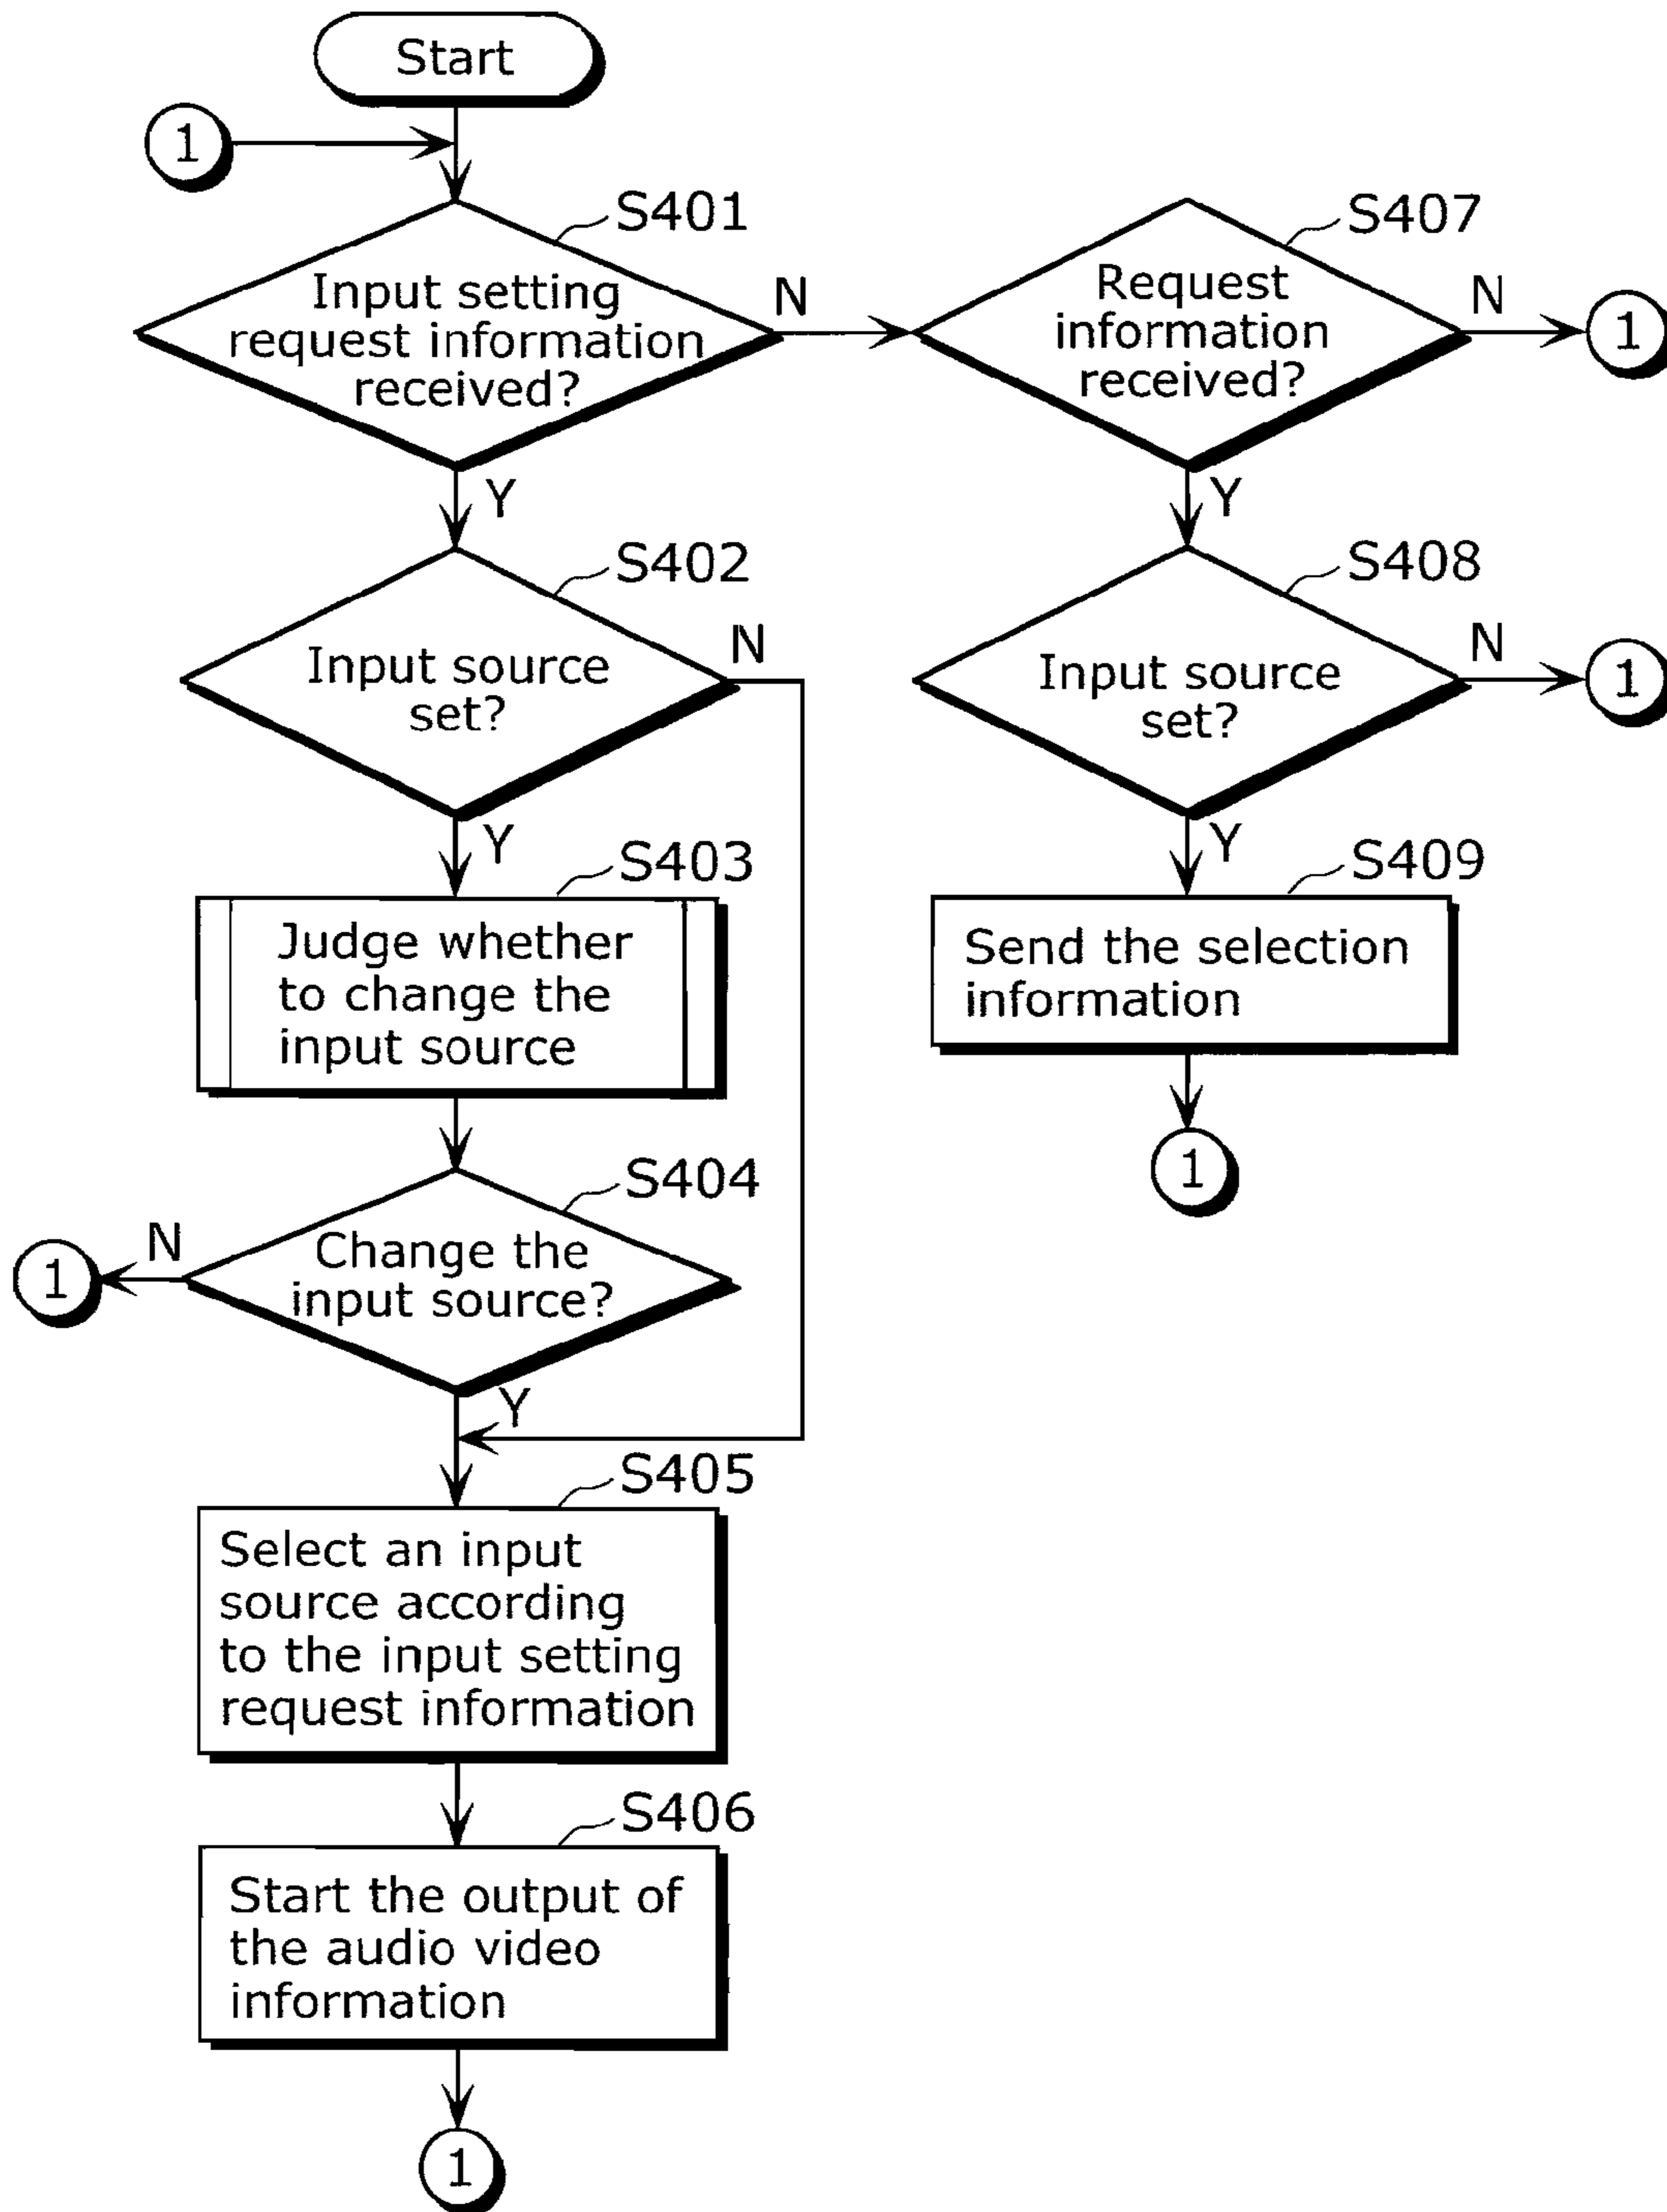 Start
1
S401
Input setting
request information
received?
N
Y
S407
Request
information
received?
N
1
Y
S402
Input source
set?
N
Y
S408
Input source
set?
N
1
Y
S403
Judge whether
to change the
input source
S409
Send the selection
information
1
S404
Change the
input source?
N
1
Y
S405
Select an input
source according
to the input setting
request information
S406
Start the output of
the audio video
information
1